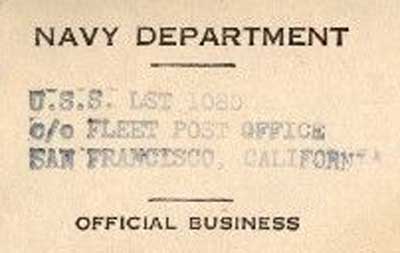 NAVY DEPARTMENT
U.S.S. LST 1080
c/o FLEET POST OFFICE
SAN FRANCISCO, CALIFORNIA
OFFICIAL BUSINESS